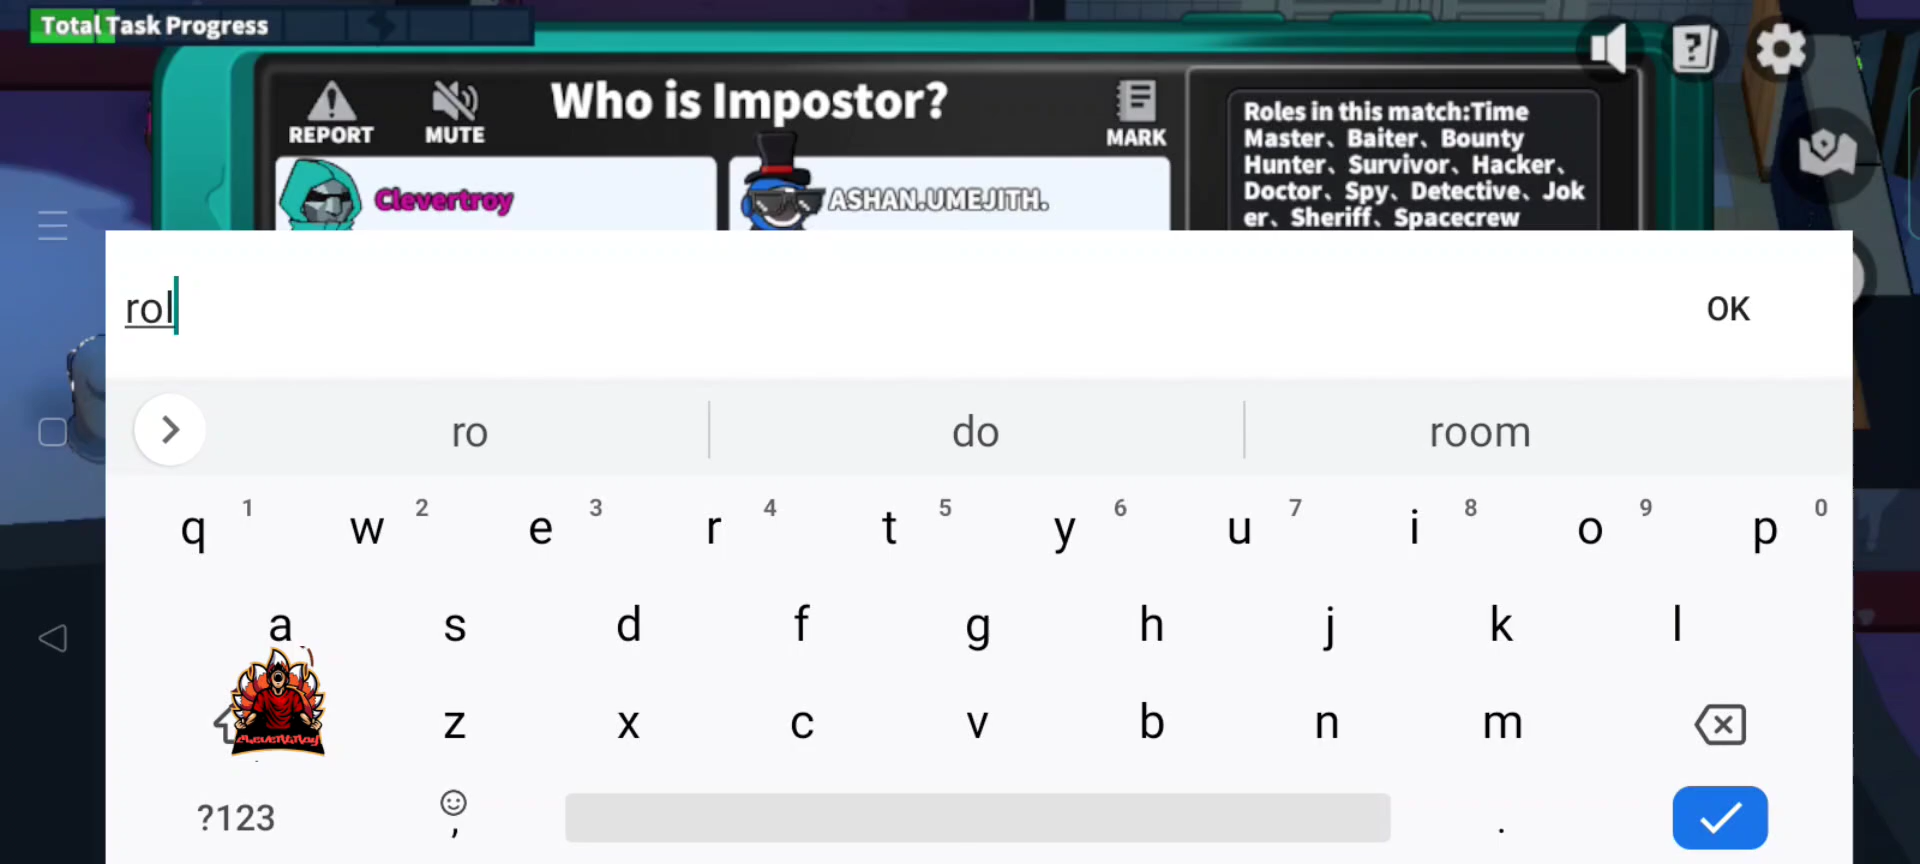 Total Task Progress
REPORT
MUTE
Who is Impostor?
MARK
Clevertroy
ASHAN.UMEJITH.
Roles in this match:Time
Master、Baiter、Bounty
Hunter、Survivor、Hacker、
Doctor、Spy、Detective、Jok
er、Sheriff、Spacecrew
rol
OK
ro do room
q 1 w 2 e 3 r 4 t 5 y 6 u 7 i 8 o 9 p 0
a s d f g h j k l
z x c v b n m
?123 , .